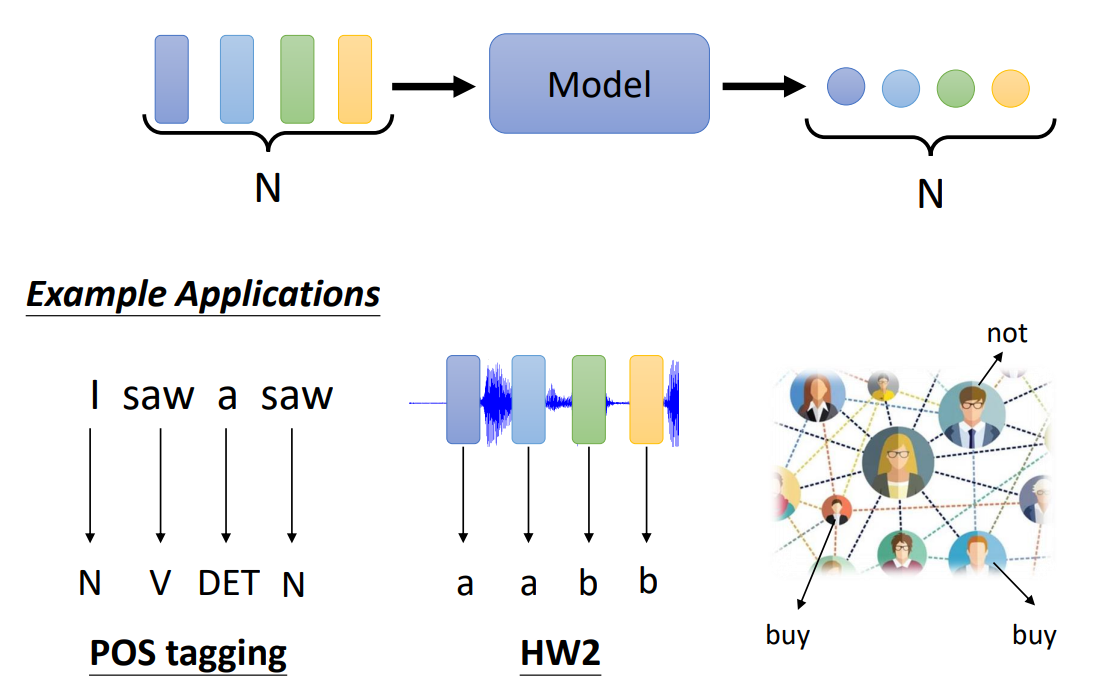 Model
N
N
Example Applications
I saw a saw
N V DET N
POS tagging
a a b b
HW2
not
buy
buy